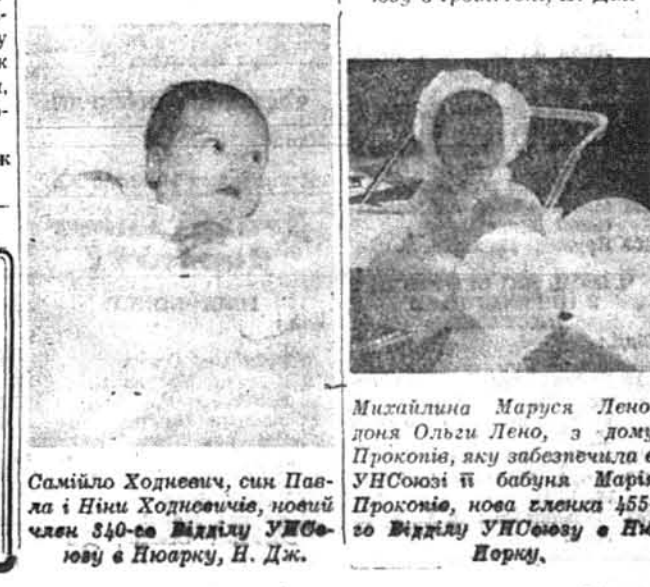 Самійло Ходневич, син Пав-
ла і Ніни Ходневичів, новий
член 340-го Відділу УНСо-
юзу в Нюарку, Н. Дж.
Михайлина Маруся Лено
доня Ольги Лено, з дому
Прокопів, яку забезпечила в
УНСоюзі її бабуня Марія
Прокопів, нова членка 455-
го Відділу УНСоюзу в Ню
Йорку.